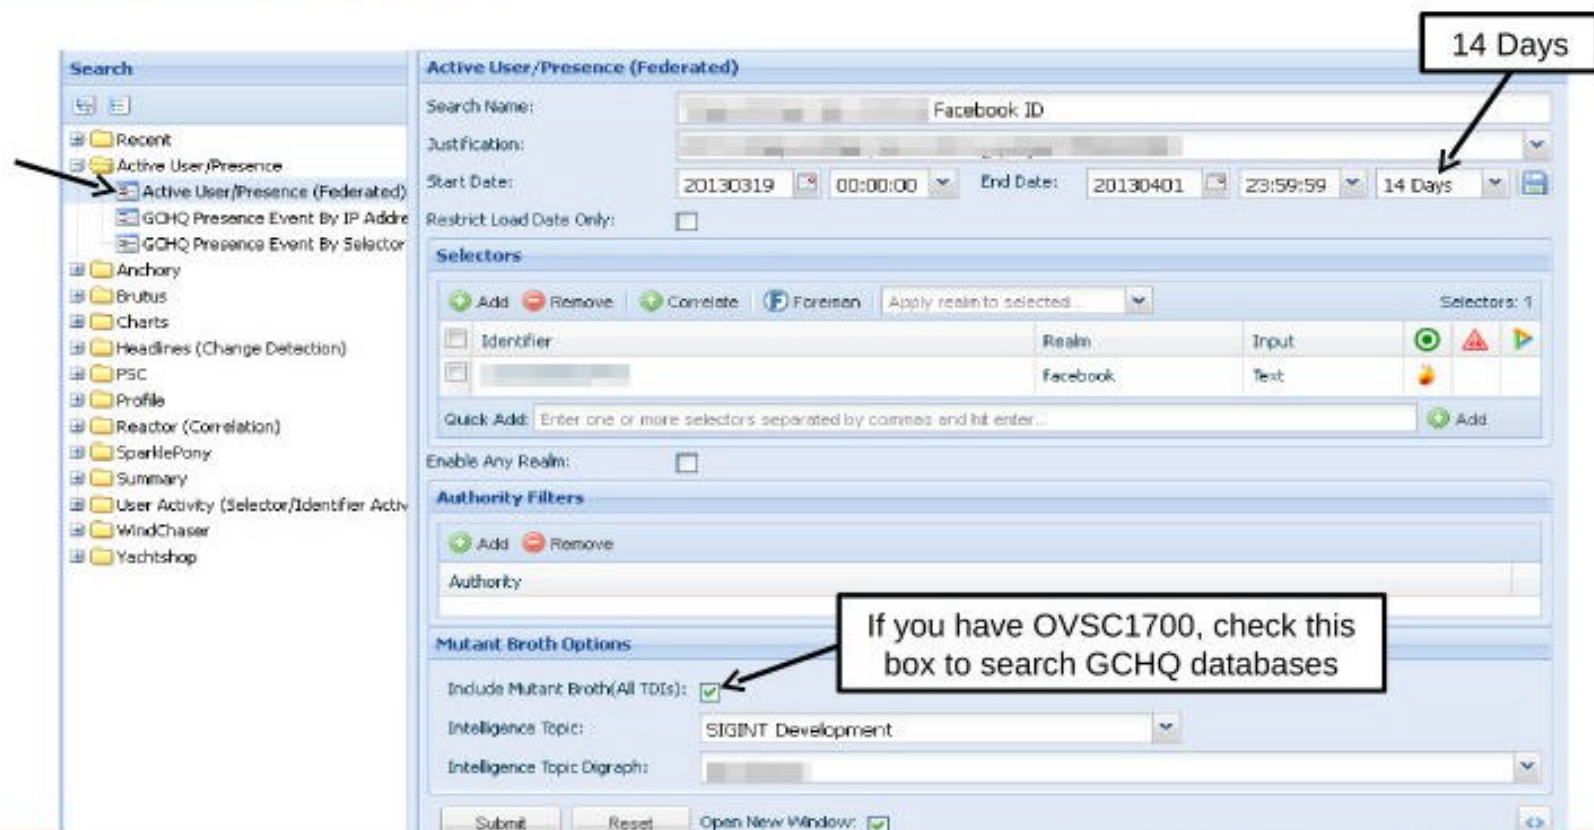 14 Days
Search
Recent
Active User/Presence
Active User/Presence (Federated)
GCHQ Presence Event By IP Addre
GCHQ Presence Event By Selector
Anchory
Brutus
Charts
Headlines (Change Detection)
PSC
Profile
Reactor (Correlation)
SparklePony
Summary
User Activity (Selector/Identifier Activ
WindChaser
Yachtshop
Active User/Presence (Federated)
Search Name: Facebook ID
Justification:
Start Date: 20130319 00:00:00 End Date: 20130401 23:59:59 14 Days
Restrict Load Date Only:
Selectors
Add Remove Correlate Foreman Apply realm to selected... Selectors: 1
Identifier Realm Input
Facebook Text
Quick Add: Enter one or more selectors separated by commas and hit enter... Add
Enable Any Realm:
Authority Filters
Add Remove
Authority
If you have OVSC1700, check this
box to search GCHQ databases
Mutant Broth Options
Include Mutant Broth(All TDIs):
Intelligence Topic: SIGINT Development
Intelligence Topic Digraph:
Submit Reset Open New Window: